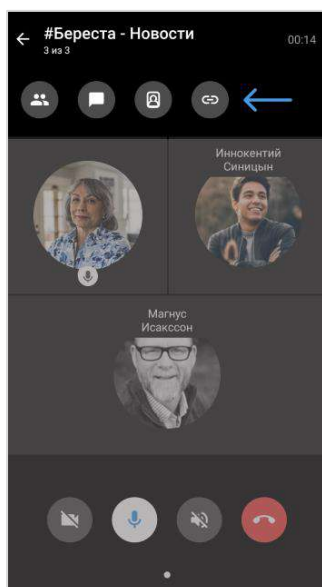 #Береста - Новости
3 из 3
00:14
Иннокентий
Синицын
Магнус
Исакссон